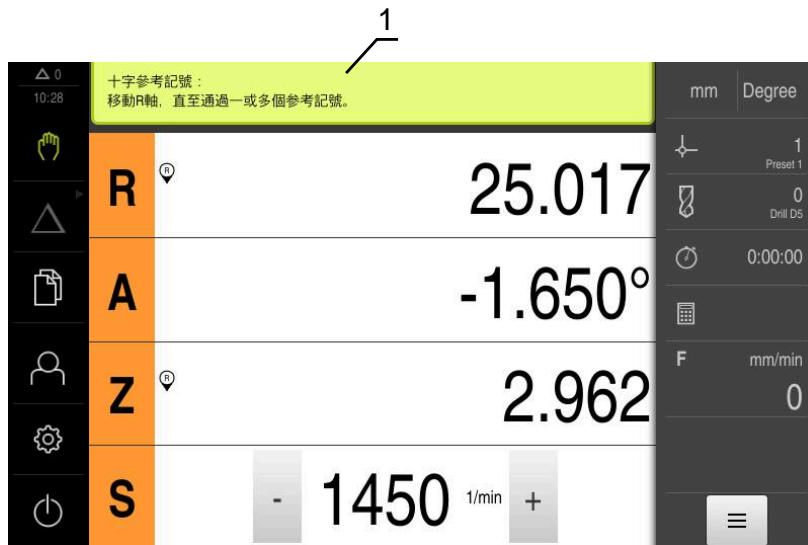 1
△ 0
10:28
十字參考記號：
移動R軸，直至通過一或多個參考記號。
mm Degree
R R 25.017
1
Preset 1
0
Drill D5
A -1.650°
0:00:00
Z R 2.962
F mm/min
0
S - 1450 1/min +